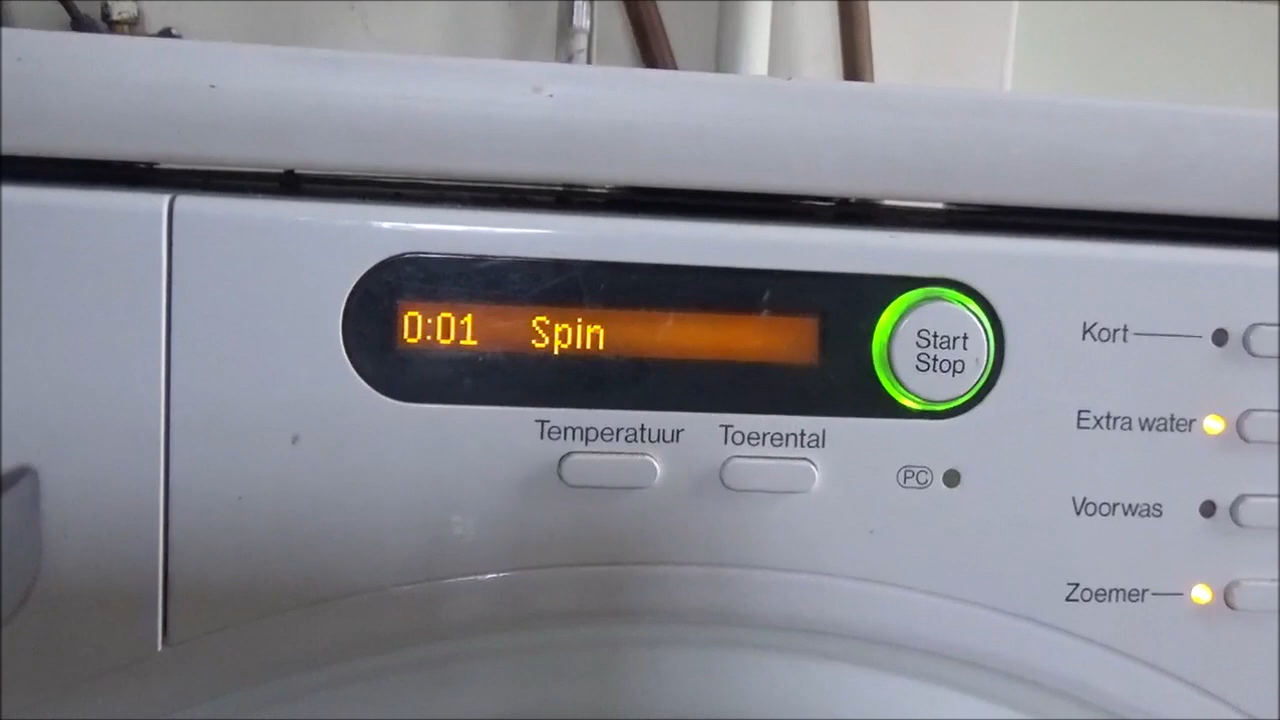 0:01 Spin
Start
Stop
Temperatuur
Toerental
PC
Kort
Extra water
Voorwas
Zoemer